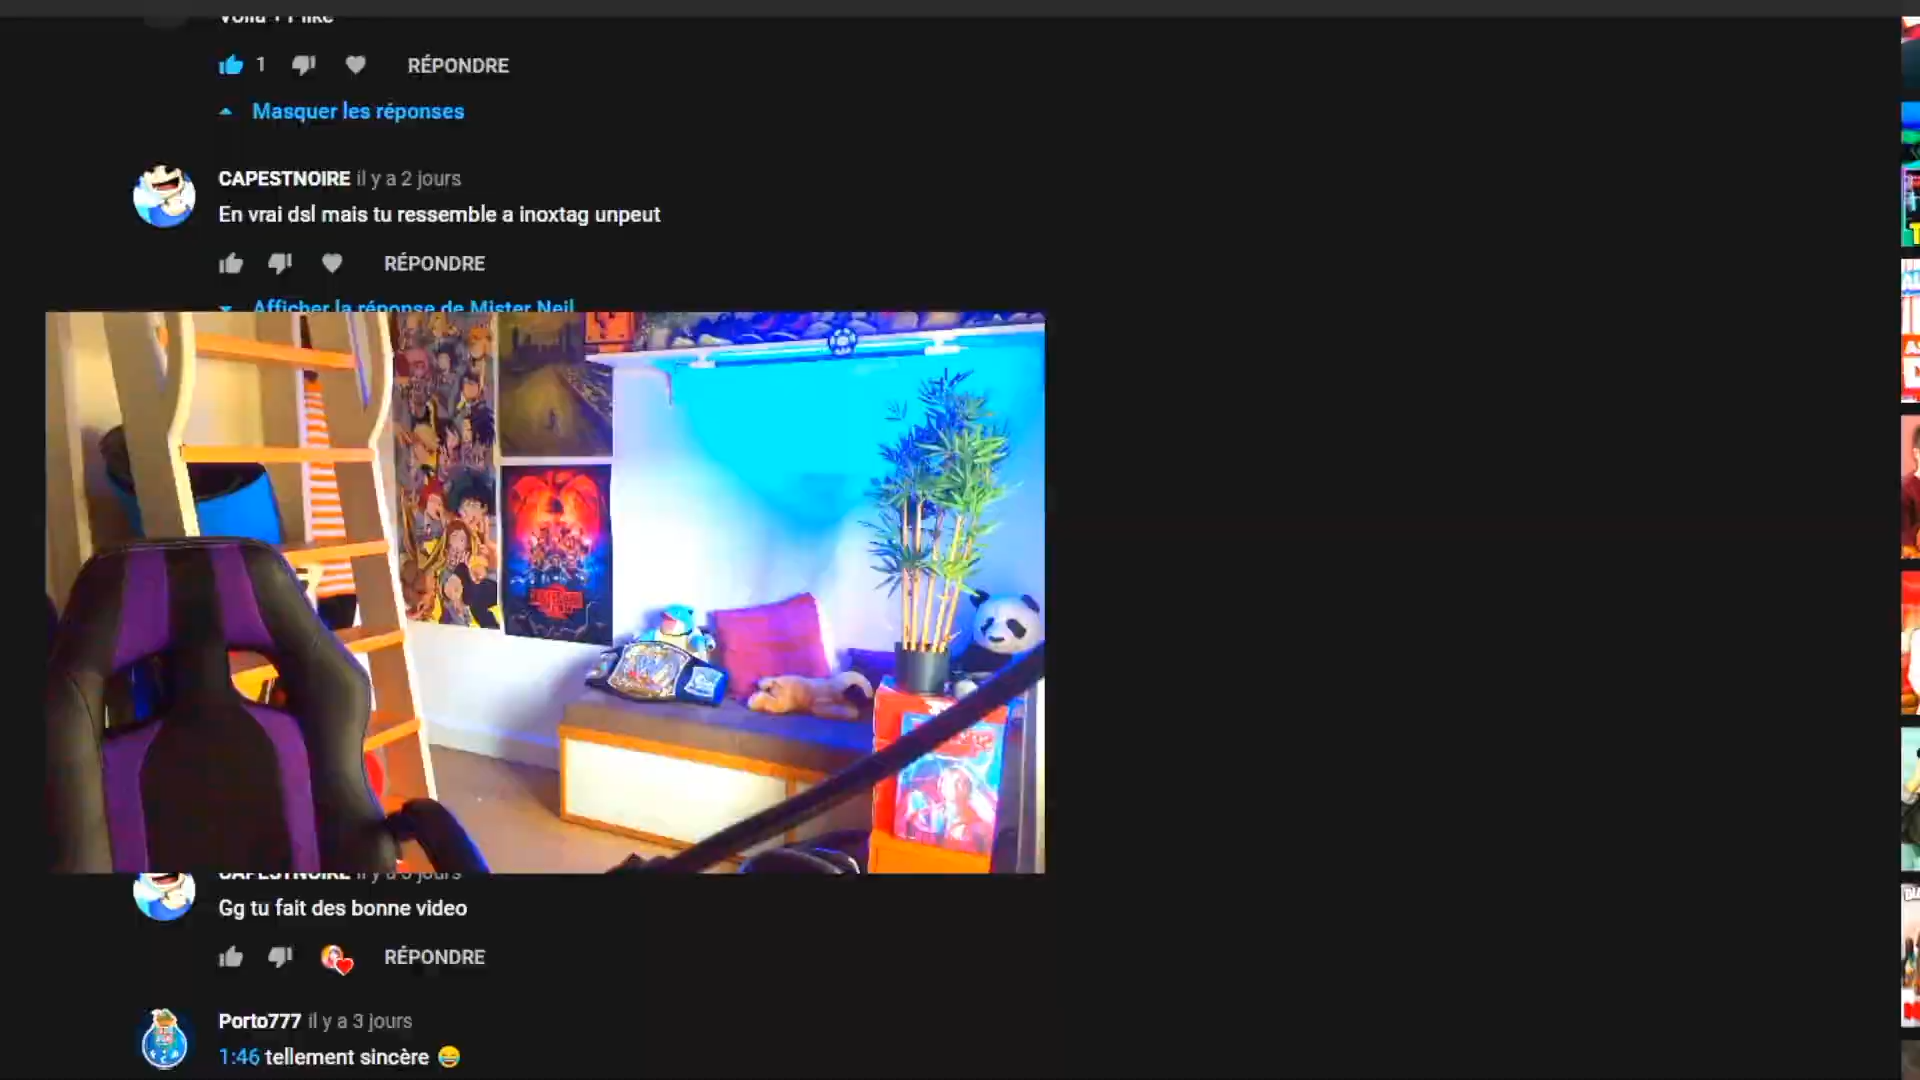 1 RÉPONDRE
Masquer les réponses
CAPESTNOIRE il y a 2 jours
En vrai dsl mais tu ressemble a inoxtag unpeut
RÉPONDRE
Afficher la réponse de Mister Neil
CAPESTNOIRE il y a 3 jours
Gg tu fait des bonne video
RÉPONDRE
Porto777 il y a 3 jours
1:46 tellement sincère 😂